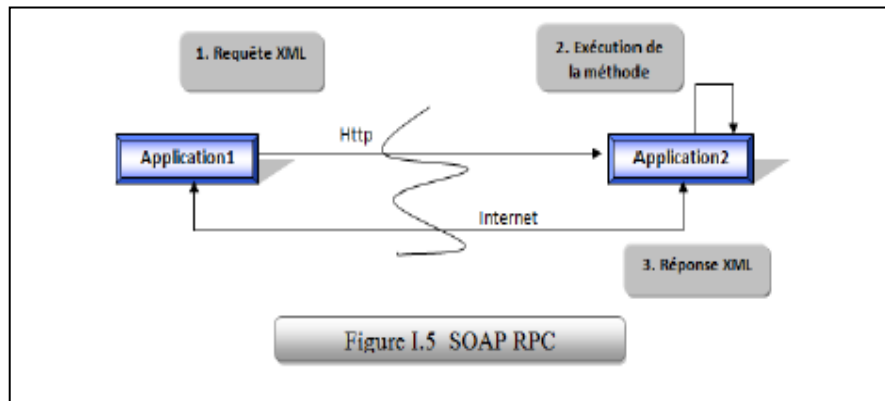 1. Requête XML
2. Exécution de
la méthode
Http
Application1
Application2
Internet
3. Réponse XML
Figure I.5 SOAP RPC